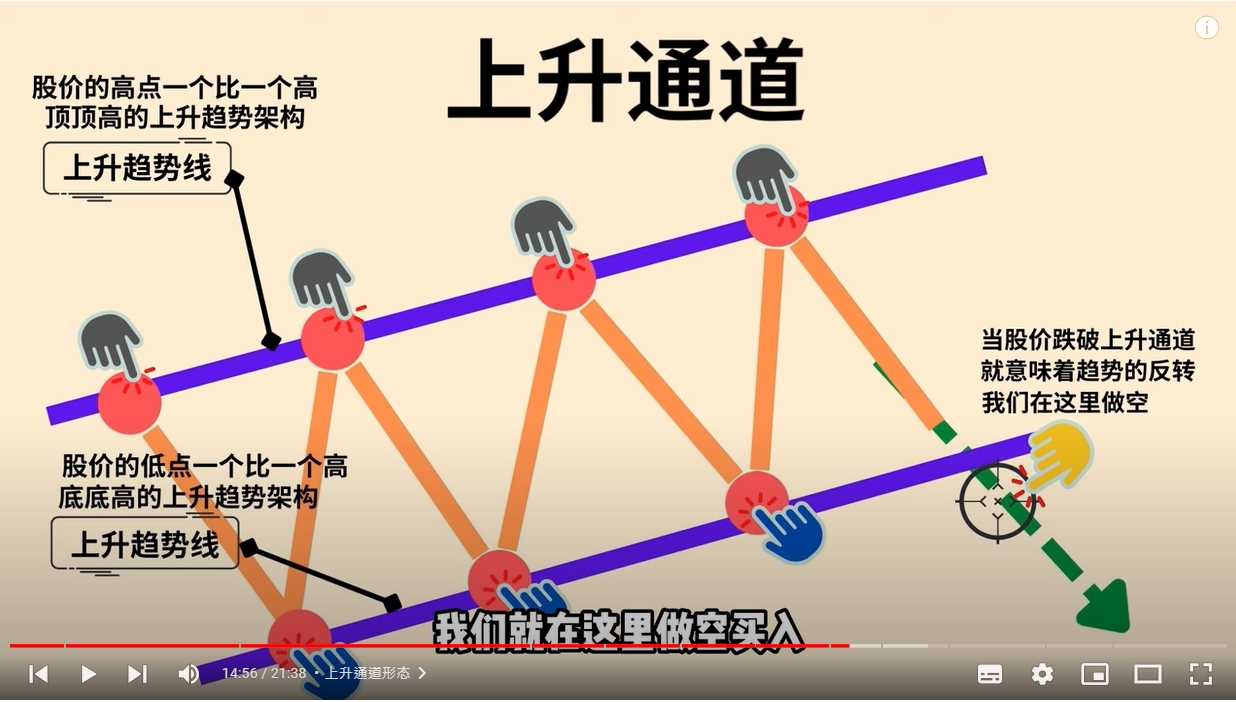 上升通道
股价的高点一个比一个高
顶顶高的上升趋势架构
上升趋势线
当股价跌破上升通道
就意味着趋势的反转
我们在这里做空
股价的低点一个比一个高
底底高的上升趋势架构
上升趋势线
我们就在这里做空买入
14:56 / 21:38 • 上升通道形态